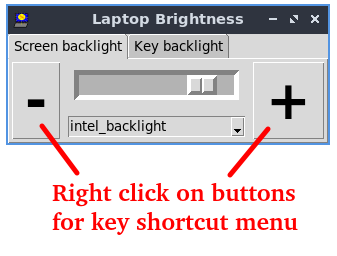 Laptop Brightness
Screen backlight Key backlight
- +
intel_backlight
Right click on buttons
for key shortcut menu